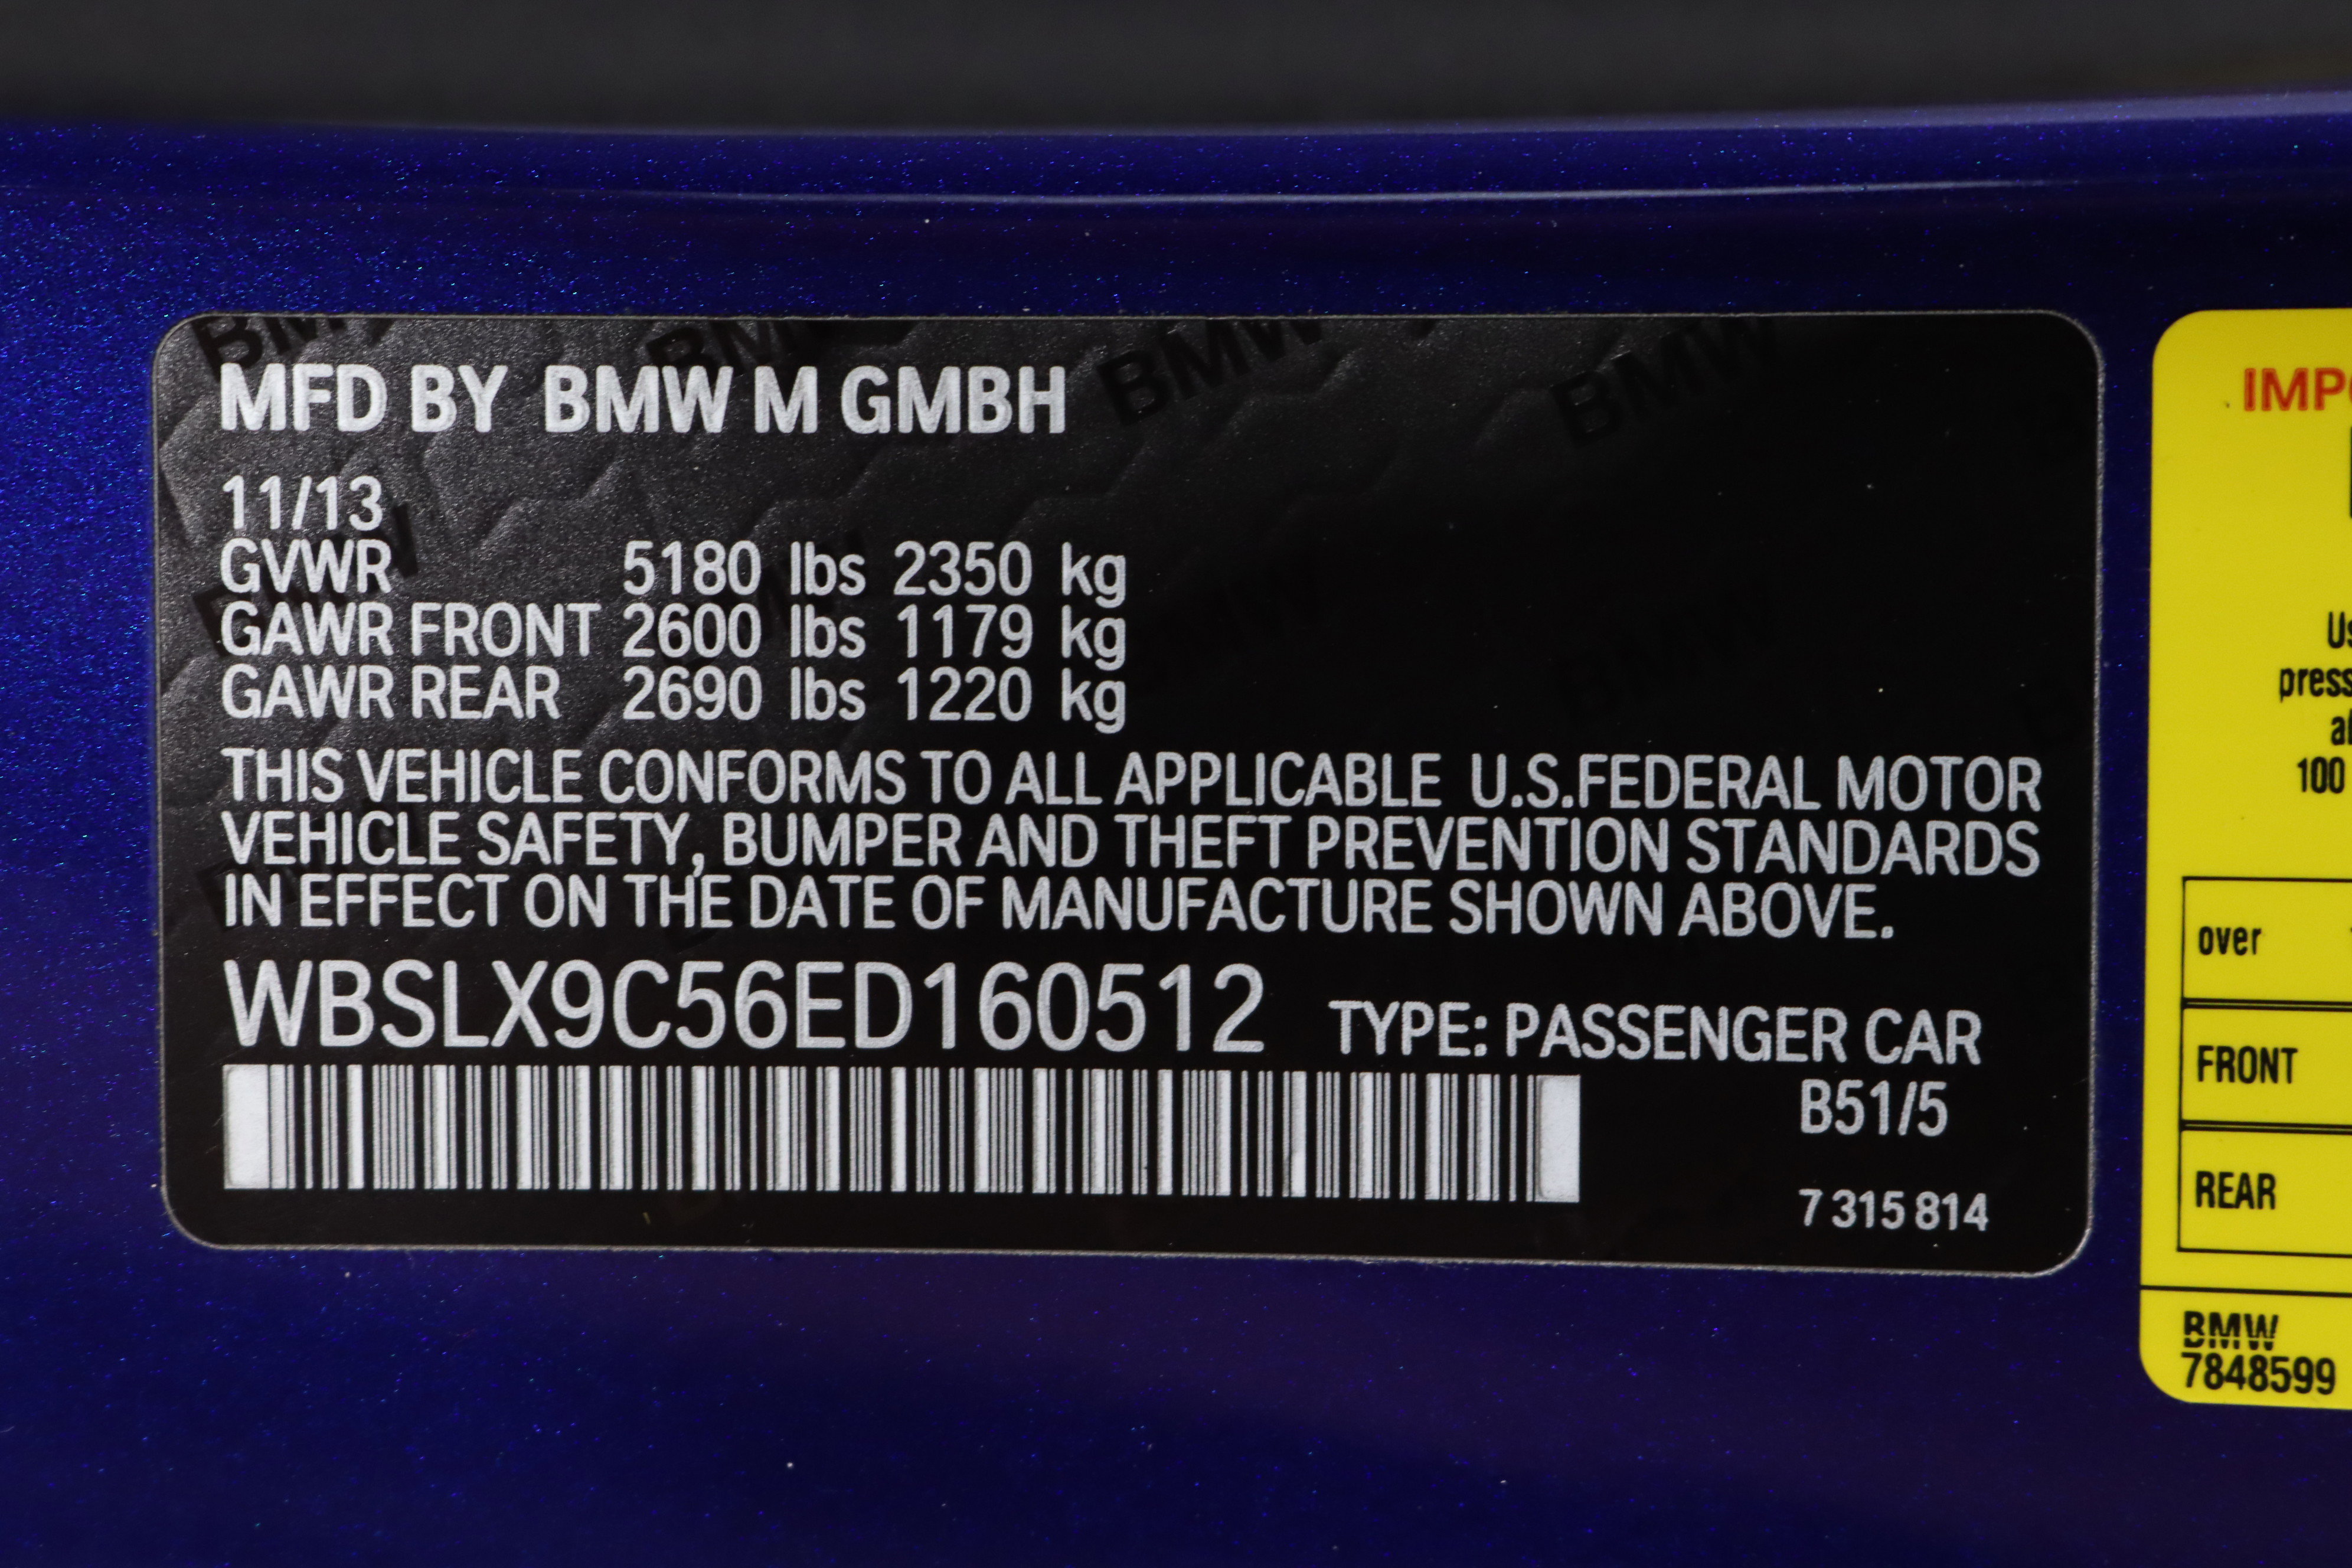 MFD BY BMW M GMBH
11/13
GVWR 5180 lbs 2350 kg
GAWR FRONT 2600 lbs 1179 kg
GAWR REAR 2690 lbs 1220 kg
THIS VEHICLE CONFORMS TO ALL APPLICABLE U.S.FEDERAL MOTOR
VEHICLE SAFETY, BUMPER AND THEFT PREVENTION STANDARDS
IN EFFECT ON THE DATE OF MANUFACTURE SHOWN ABOVE.
WBSLX9C56ED160512 TYPE: PASSENGER CAR
B51/5
7 315 814
over
FRONT
REAR
BMW
7848599
100